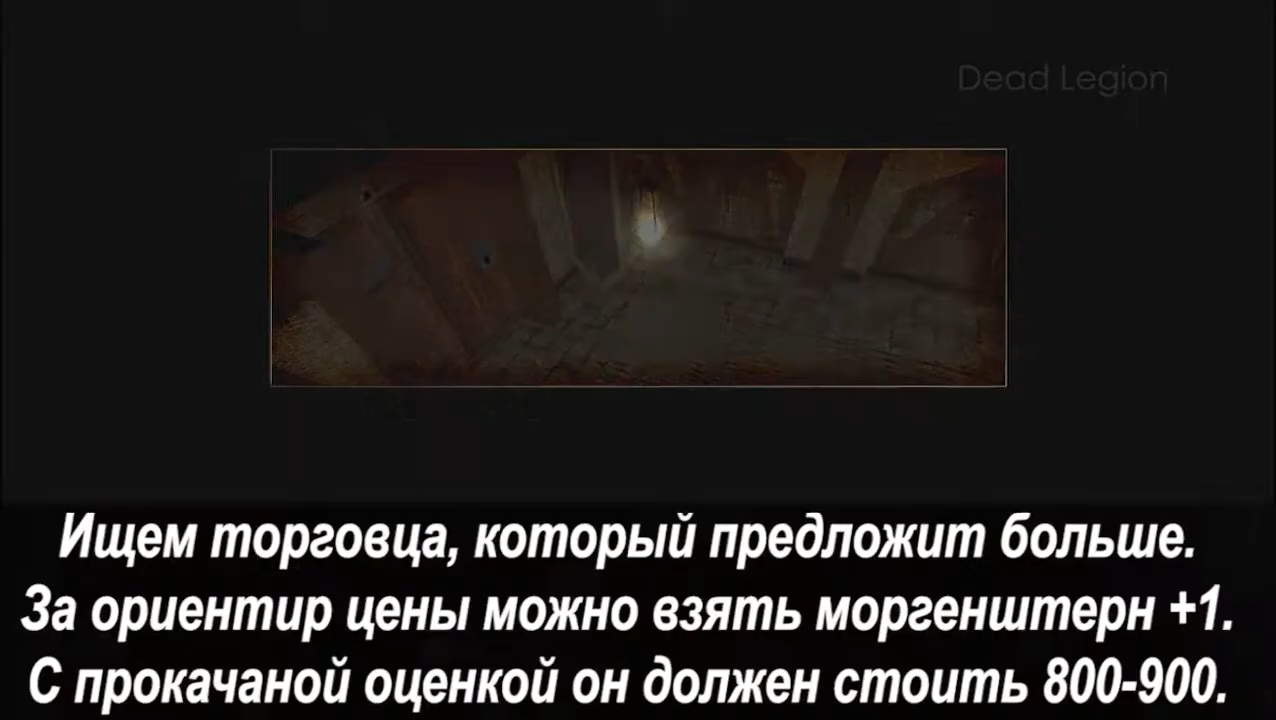 Dead Legion
Ищем торговца, который предложит больше.
За ориентир цены можно взять моргенштерн +1.
С прокачаной оценкой он должен стоить 800-900.